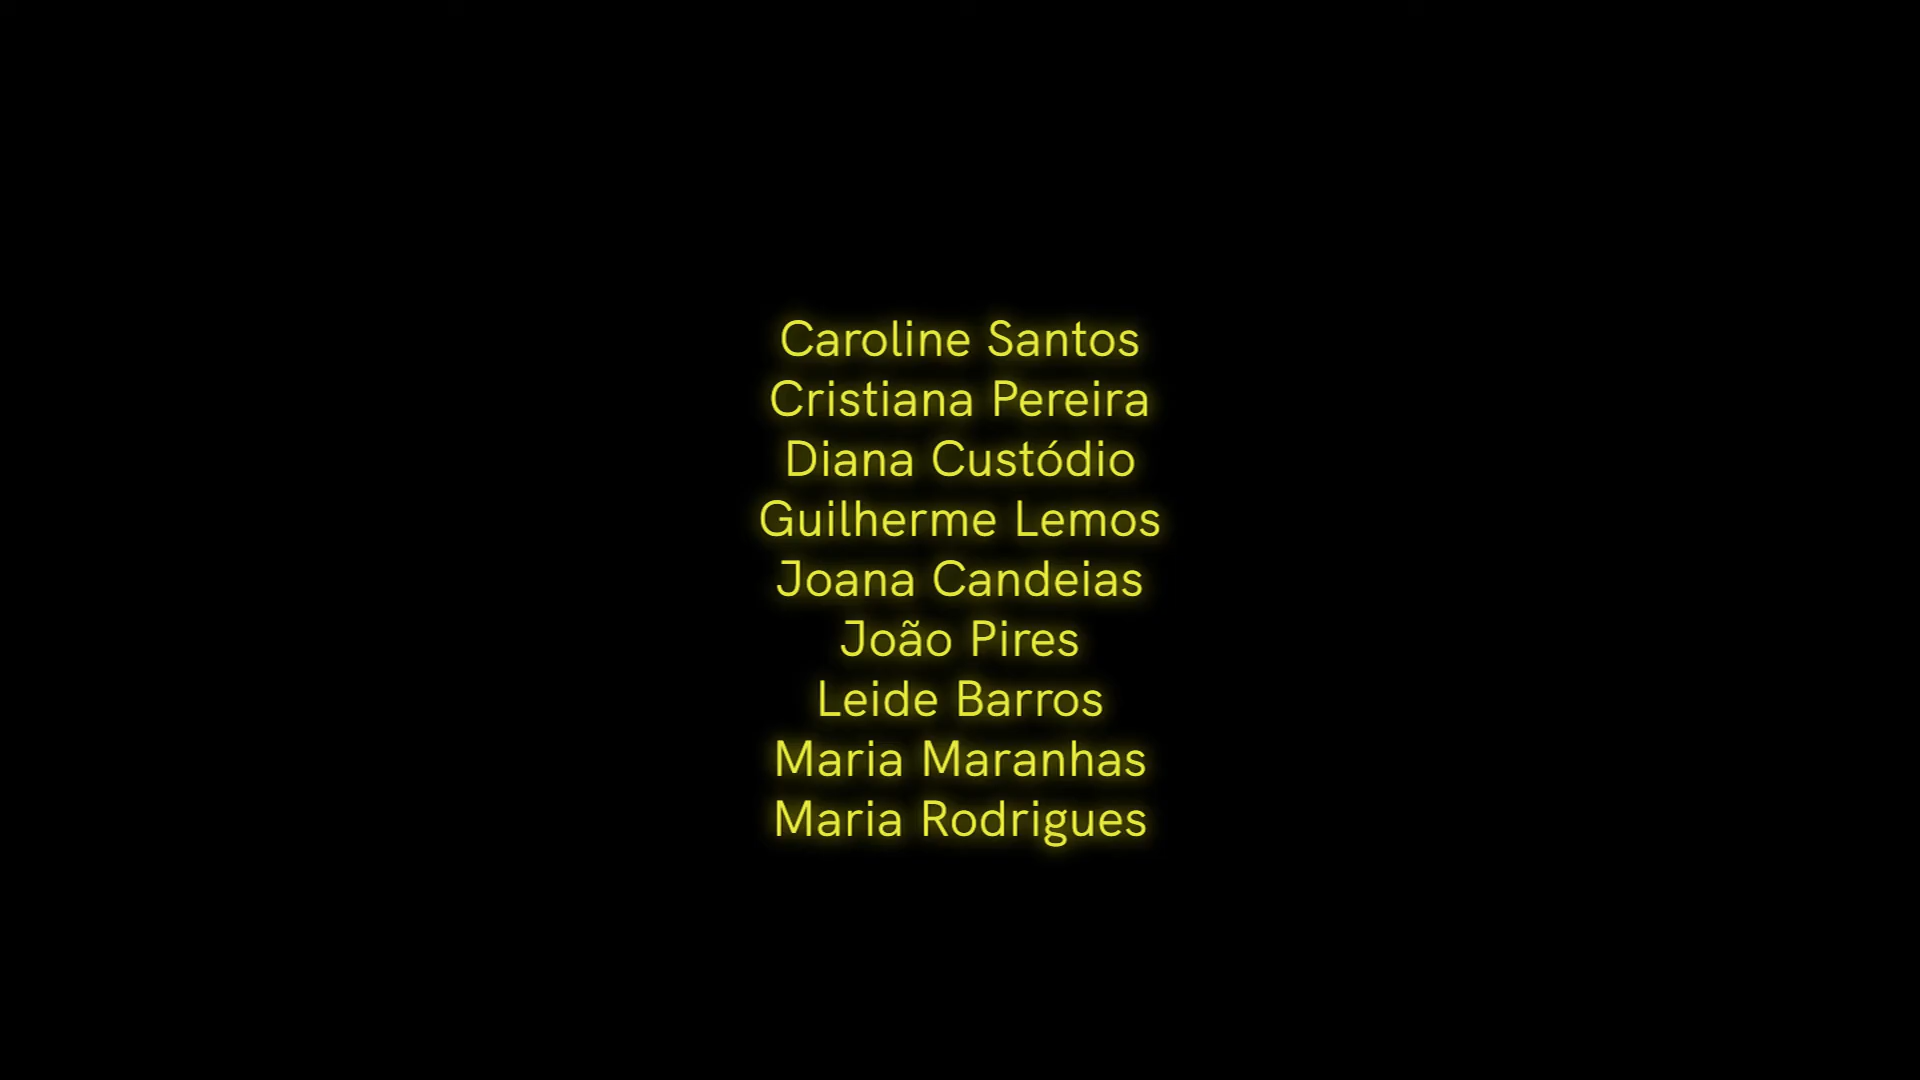 Caroline Santos
Cristiana Pereira
Diana Custódio
Guilherme Lemos
Joana Candeias
João Pires
Leide Barros
Maria Maranhas
Maria Rodrigues